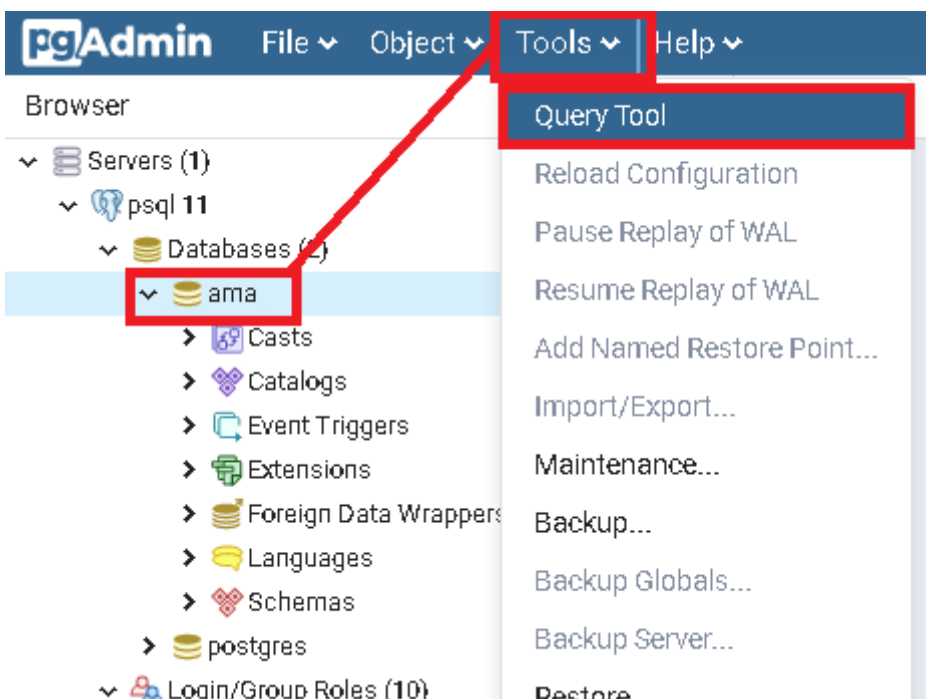 pgAdmin File Object Tools Help
Browser
Query Tool
Servers (1)
Reload Configuration
psql 11
Pause Replay of WAL
Databases (2)
ama
Resume Replay of WAL
Casts
Add Named Restore Point...
Catalogs
Import/Export...
Event Triggers
Maintenance...
Extensions
Backup...
Foreign Data Wrappers
Languages
Backup Globals...
Schemas
Backup Server...
postgres
Login/Group Roles (10)
Restore